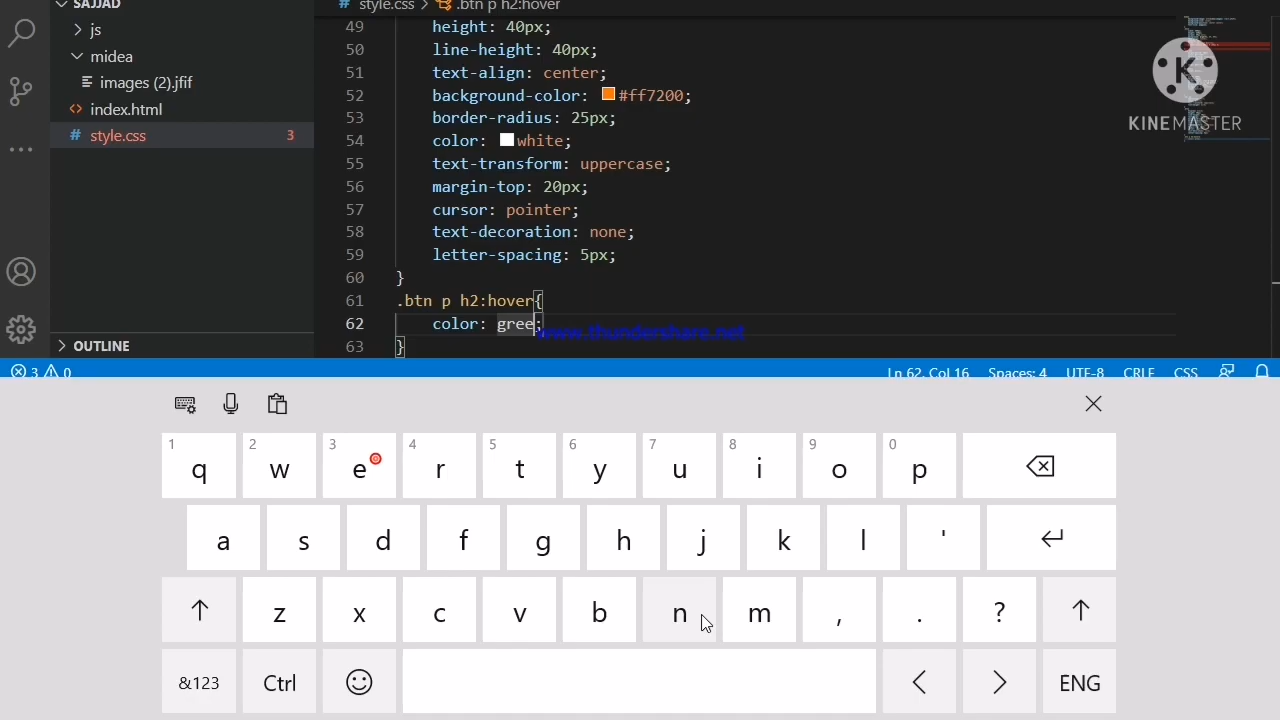 SAJJAD
style.css > .btn p h2:hover
js
midea
images (2).jfif
index.html
# style.css 3
OUTLINE
49 height: 40px;
50 line-height: 40px;
51 text-align: center;
52 background-color: #ff7200;
53 border-radius: 25px;
54 color: white;
55 text-transform: uppercase;
56 margin-top: 20px;
57 cursor: pointer;
58 text-decoration: none;
59 letter-spacing: 5px;
60 }
61 .btn p h2:hover{
62 color: gree;
63 }
www.thundershare.net
KINEMASTER
3 0 Ln 62, Col 16 Spaces: 4 UTF-8 CRLF CSS
1 2 3 4 5 6 7 8 9 0
q w e r t y u i o p
a s d f g h j k l '
z x c v b n m , . ?
&123 Ctrl ENG